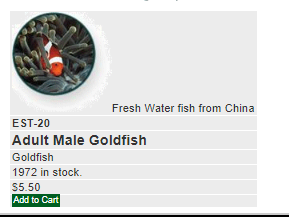 Fresh Water fish from China
EST-20
Adult Male Goldfish
Goldfish
1972 in stock.
$5.50
Add to Cart